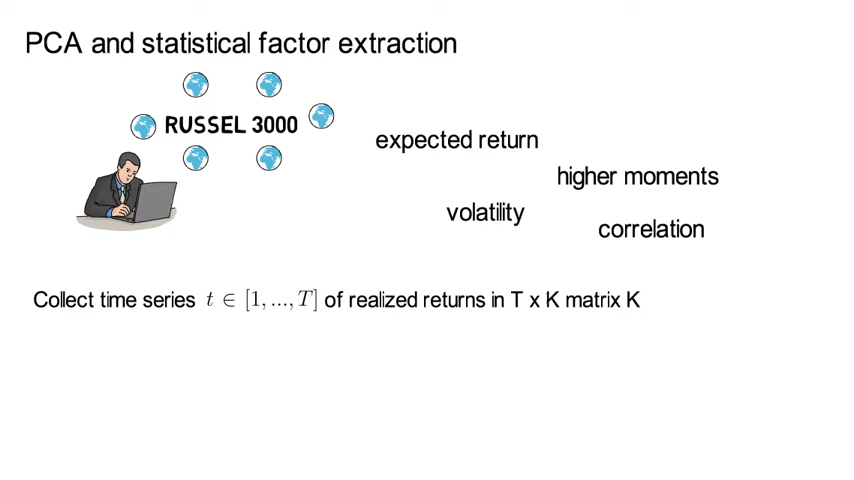 PCA and statistical factor extraction
RUSSEL 3000
expected return
higher moments
volatility
correlation
Collect time series t ∈ [1, ..., T] of realized returns in T x K matrix K